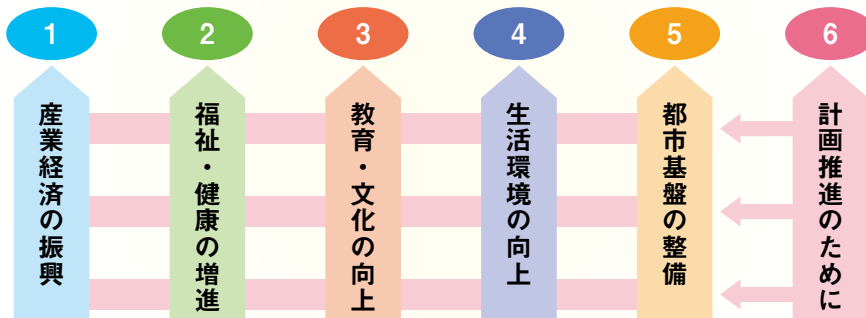 1
産業経済の振興
2
福祉・健康の増進
3
教育・文化の向上
4
生活環境の向上
5
都市基盤の整備
6
計画推進のために